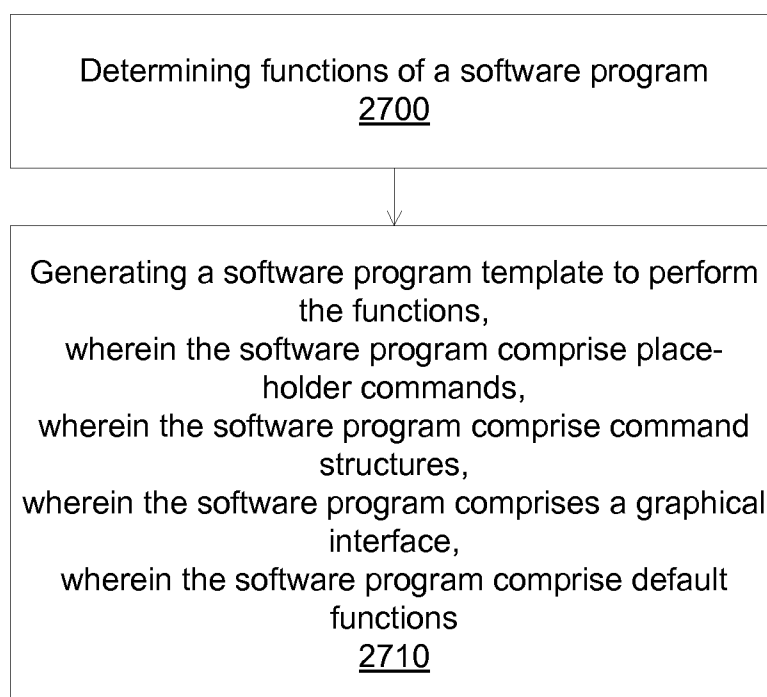 Determining functions of a software program
2700
Generating a software program template to perform
the functions,
wherein the software program comprise place-
holder commands,
wherein the software program comprise command
structures,
wherein the software program comprises a graphical
interface,
wherein the software program comprise default
functions
2710